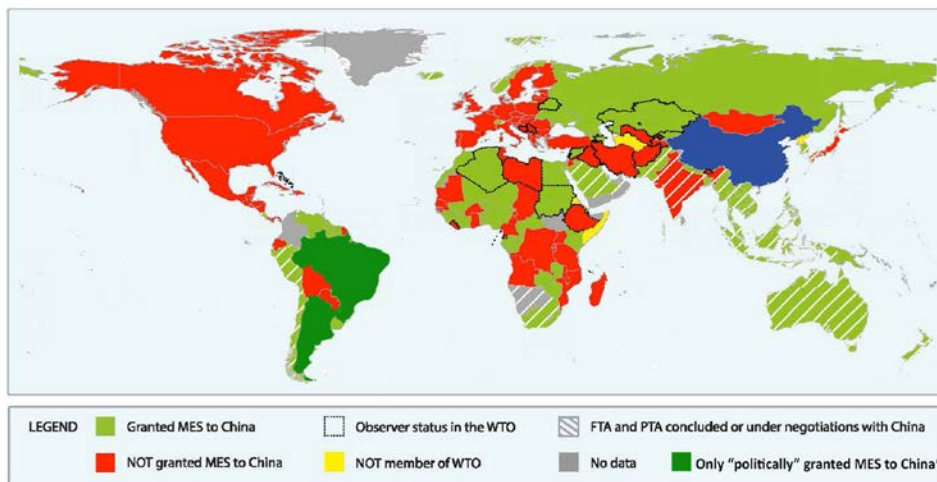 LEGEND Granted MES to China Observer status in the WTO FTA and PTA concluded or under negotiations with China
NOT granted MES to China NOT member of WTO No data Only "politically" granted MES to China"